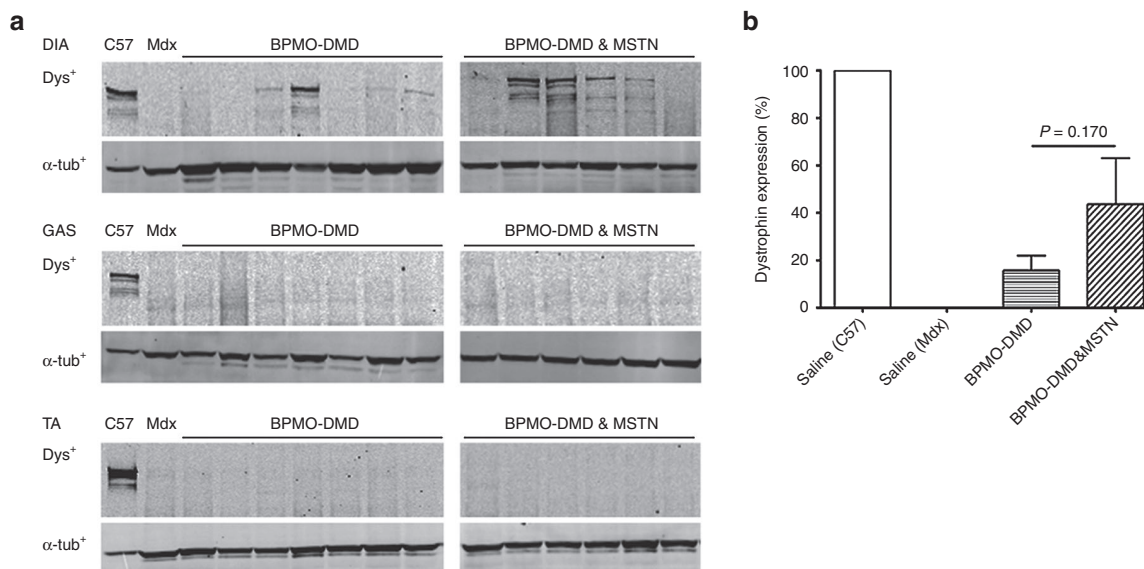 a
DIA C57 Mdx BPMO-DMD BPMO-DMD & MSTN
Dys+
α-tub+
GAS C57 Mdx BPMO-DMD BPMO-DMD & MSTN
Dys+
α-tub+
TA C57 Mdx BPMO-DMD BPMO-DMD & MSTN
Dys+
α-tub+
b
Dystrophin expression (%)
100
80
60
40
20
0
P = 0.170
Saline (C57)
Saline (Mdx)
BPMO-DMD
BPMO-DMD&MSTN